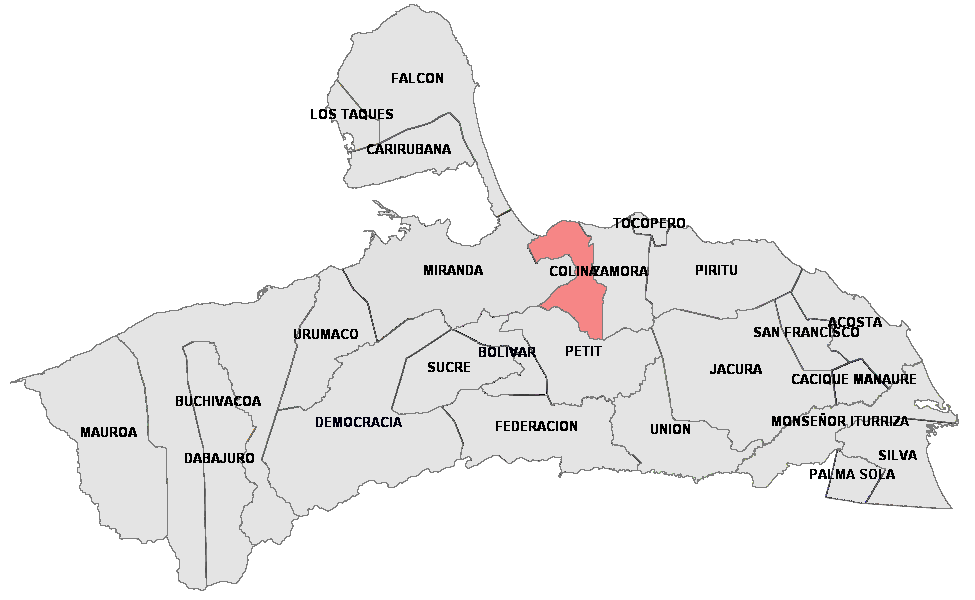 FALCON
LOS TAQUES
CARIRUBANA
TOCOPERO
MIRANDA
COLINA
ZAMORA
PIRITU
URUMACO
ACOSTA
SAN FRANCISCO
BOLIVAR
PETIT
SUCRE
JACURA
CACIQUE MANAURE
BUCHIVACOA
DEMOCRACIA
MONSEÑOR ITURRIZA
FEDERACION
UNION
MAUROA
DABAJURO
SILVA
PALMA SOLA